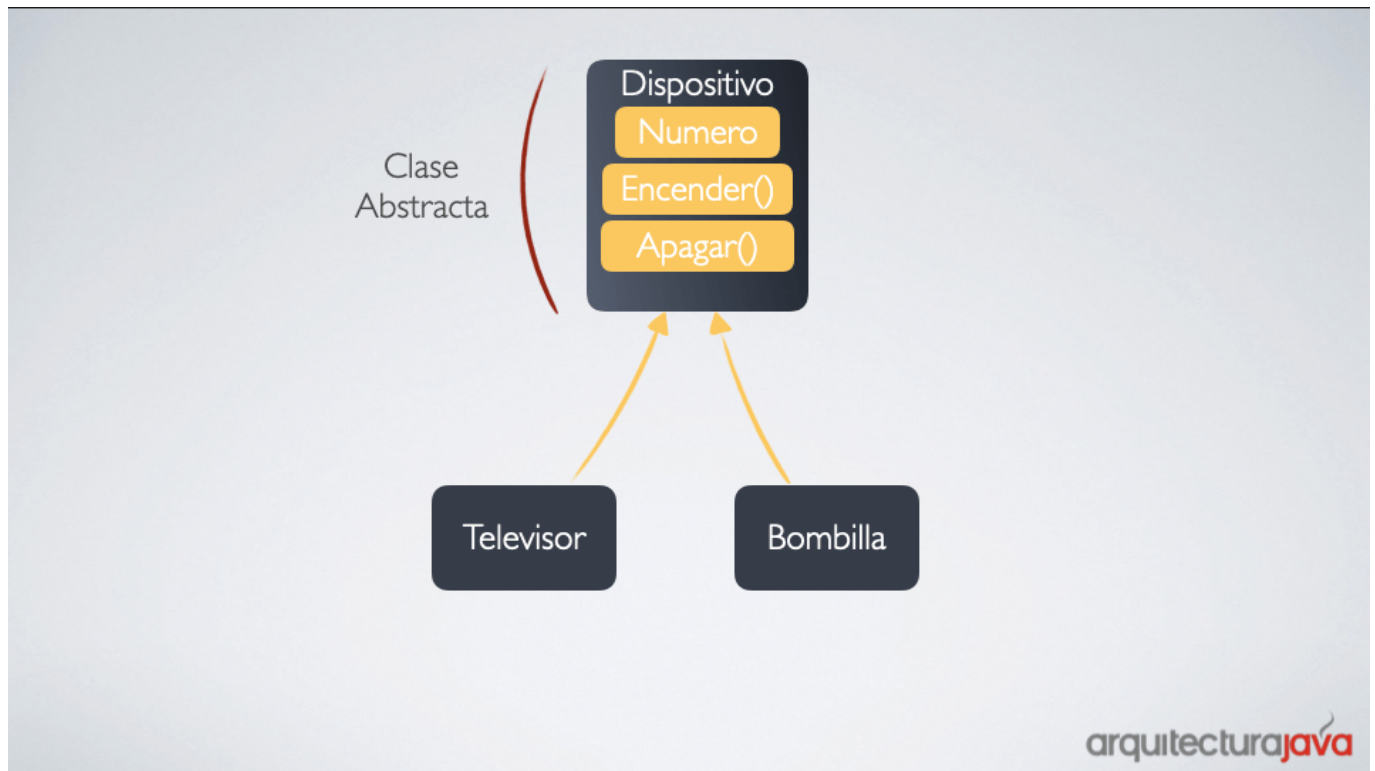 Dispositivo
Numero
Encender()
Apagar()
Clase
Abstracta
Televisor
Bombilla
arquitecturajava